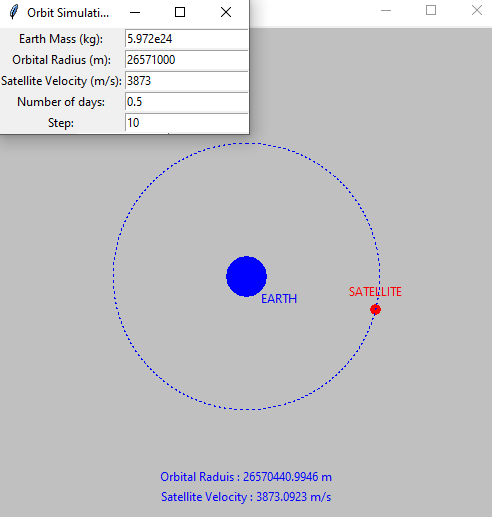 Orbit Simulati...
Earth Mass (kg): 5.972e24
Orbital Radius (m): 26571000
Satellite Velocity (m/s): 3873
Number of days: 0.5
Step: 10
SATELLITE
EARTH
Orbital Raduis : 26570440.9946 m
Satellite Velocity : 3873.0923 m/s